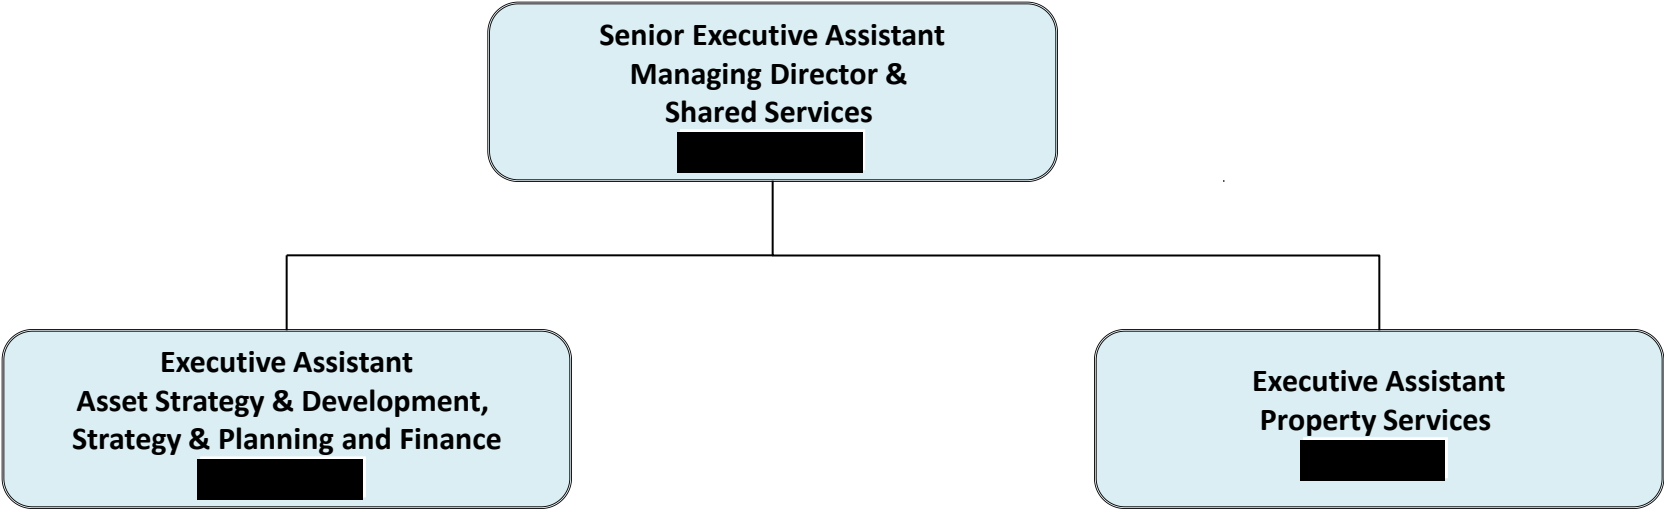 Senior Executive Assistant
Managing Director &
Shared Services
Executive Assistant
Asset Strategy & Development,
Strategy & Planning and Finance
Executive Assistant
Property Services